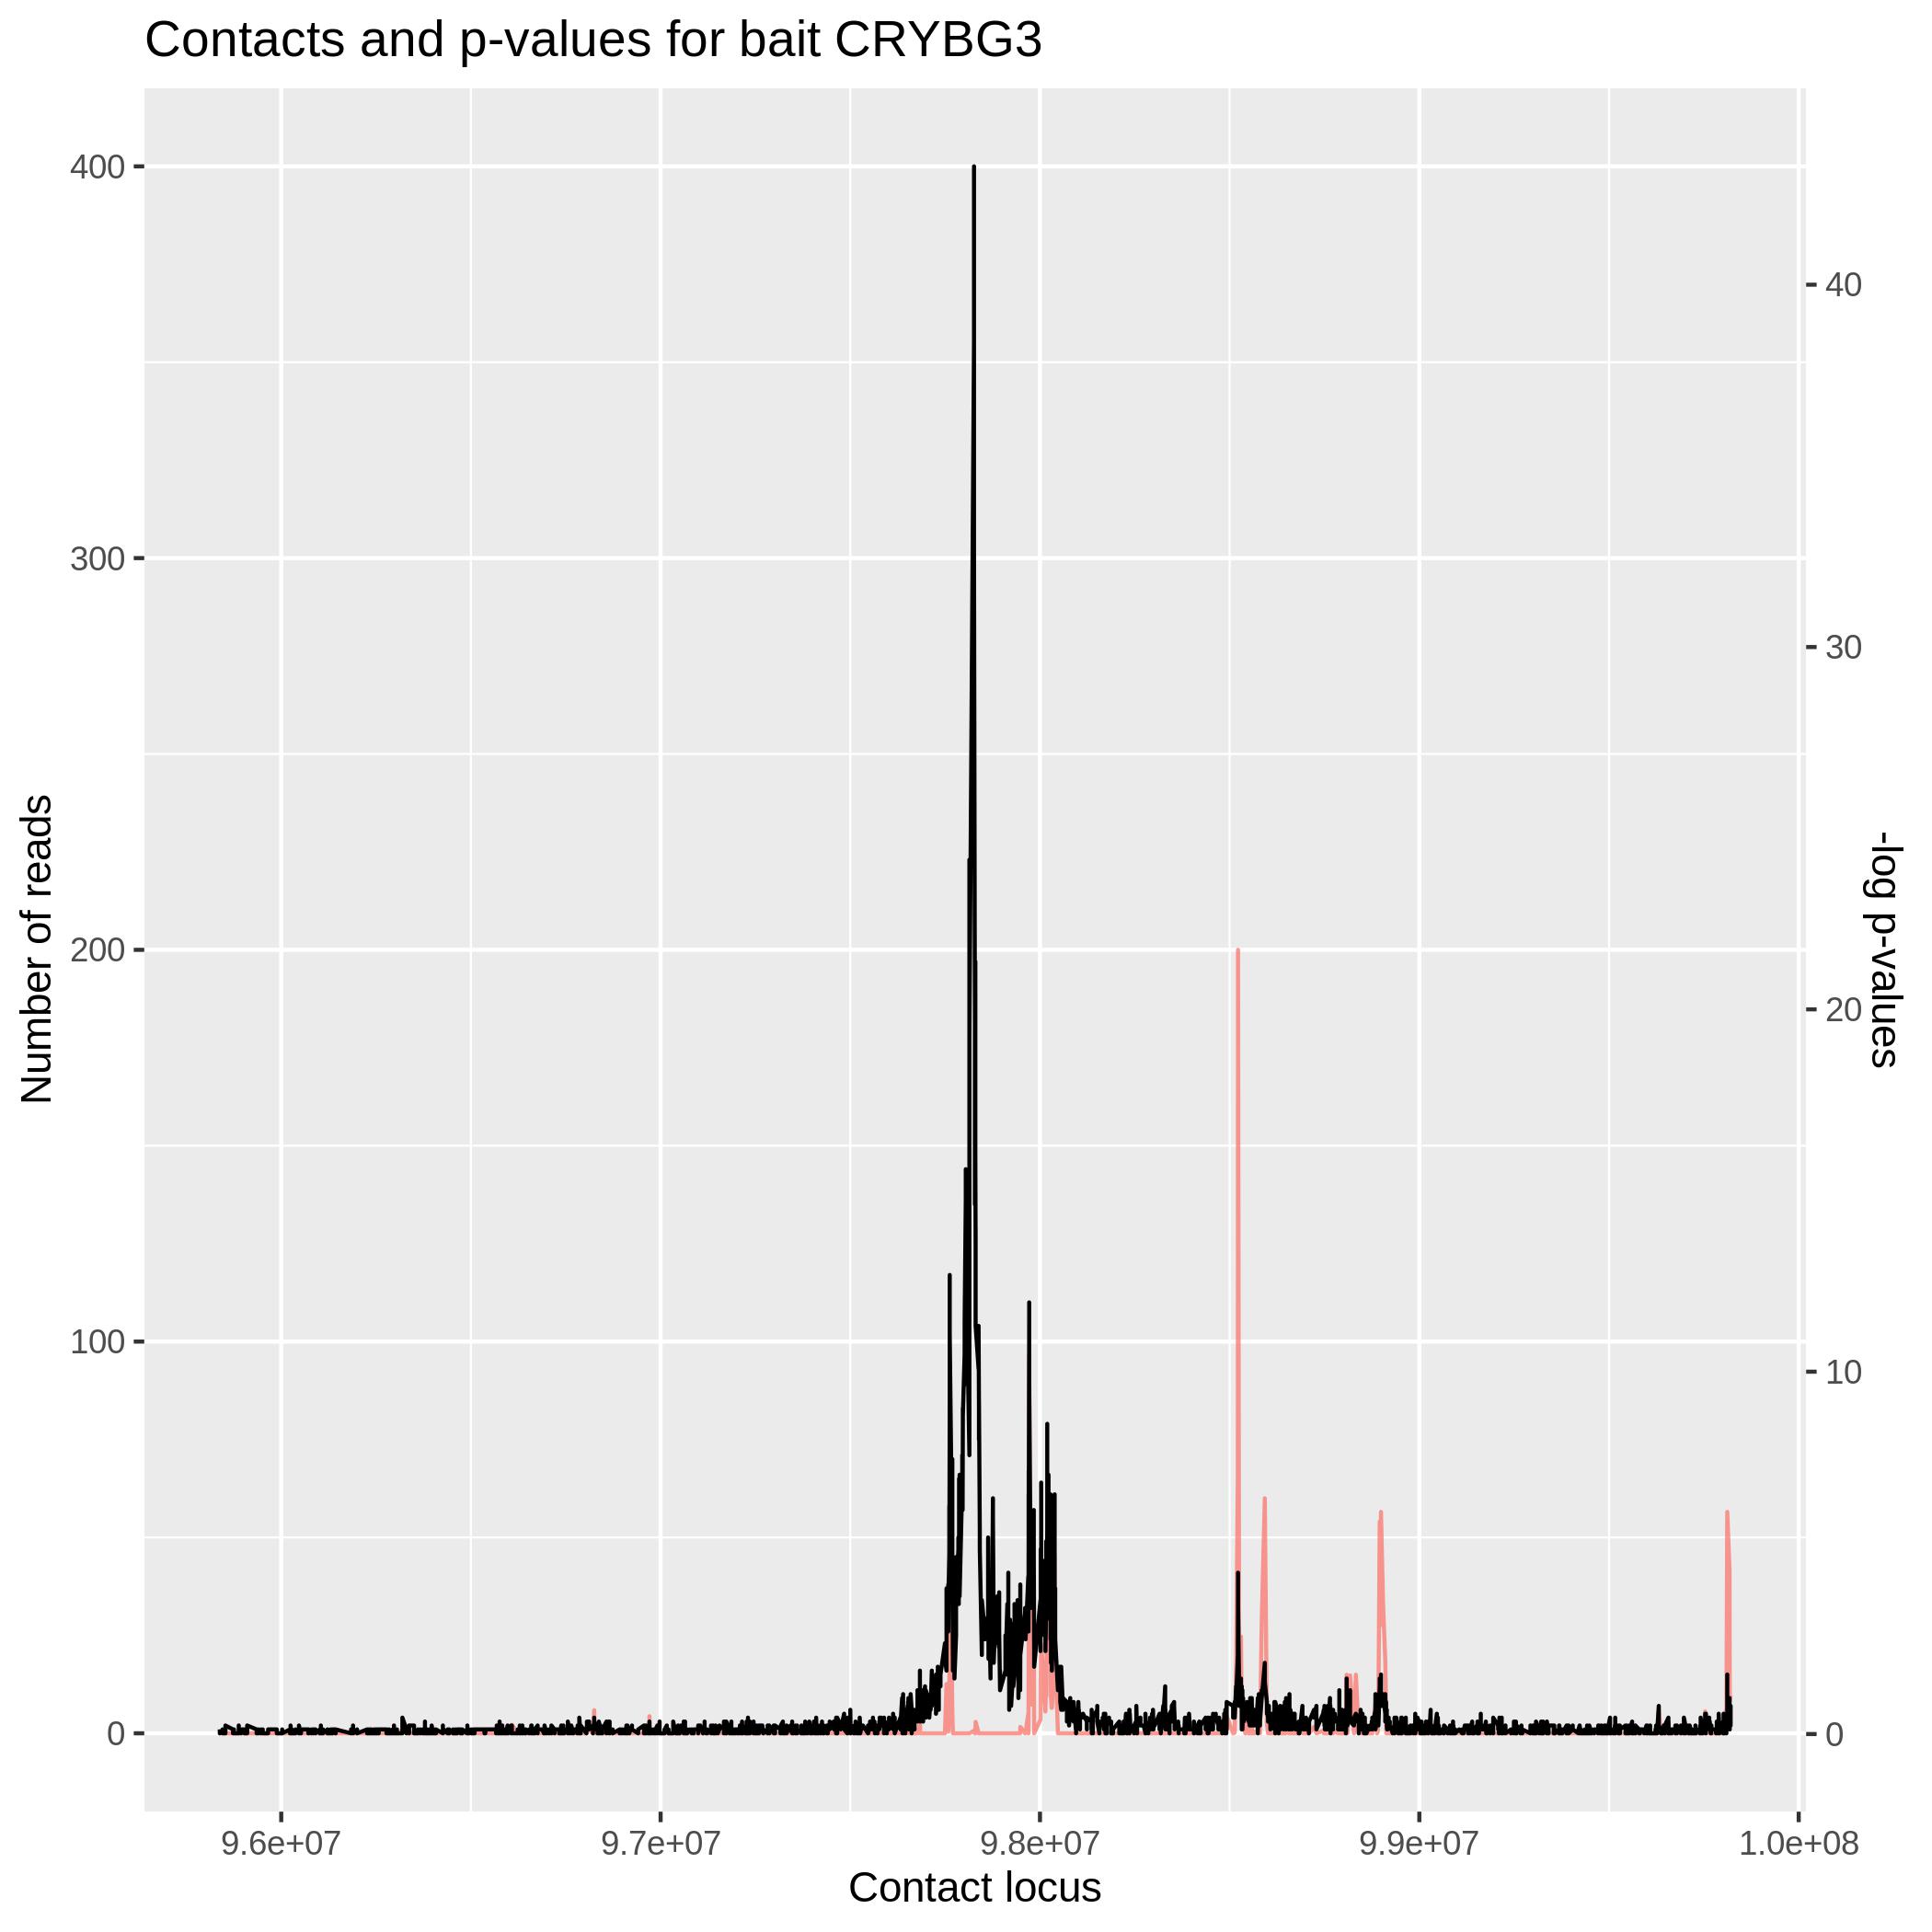 Contacts and p-values for bait CRYBG3
400
300
200
100
0
Number of reads
40
30
20
10
0
-log p-values
9.6e+07
9.7e+07
9.8e+07
9.9e+07
1.0e+08
Contact locus